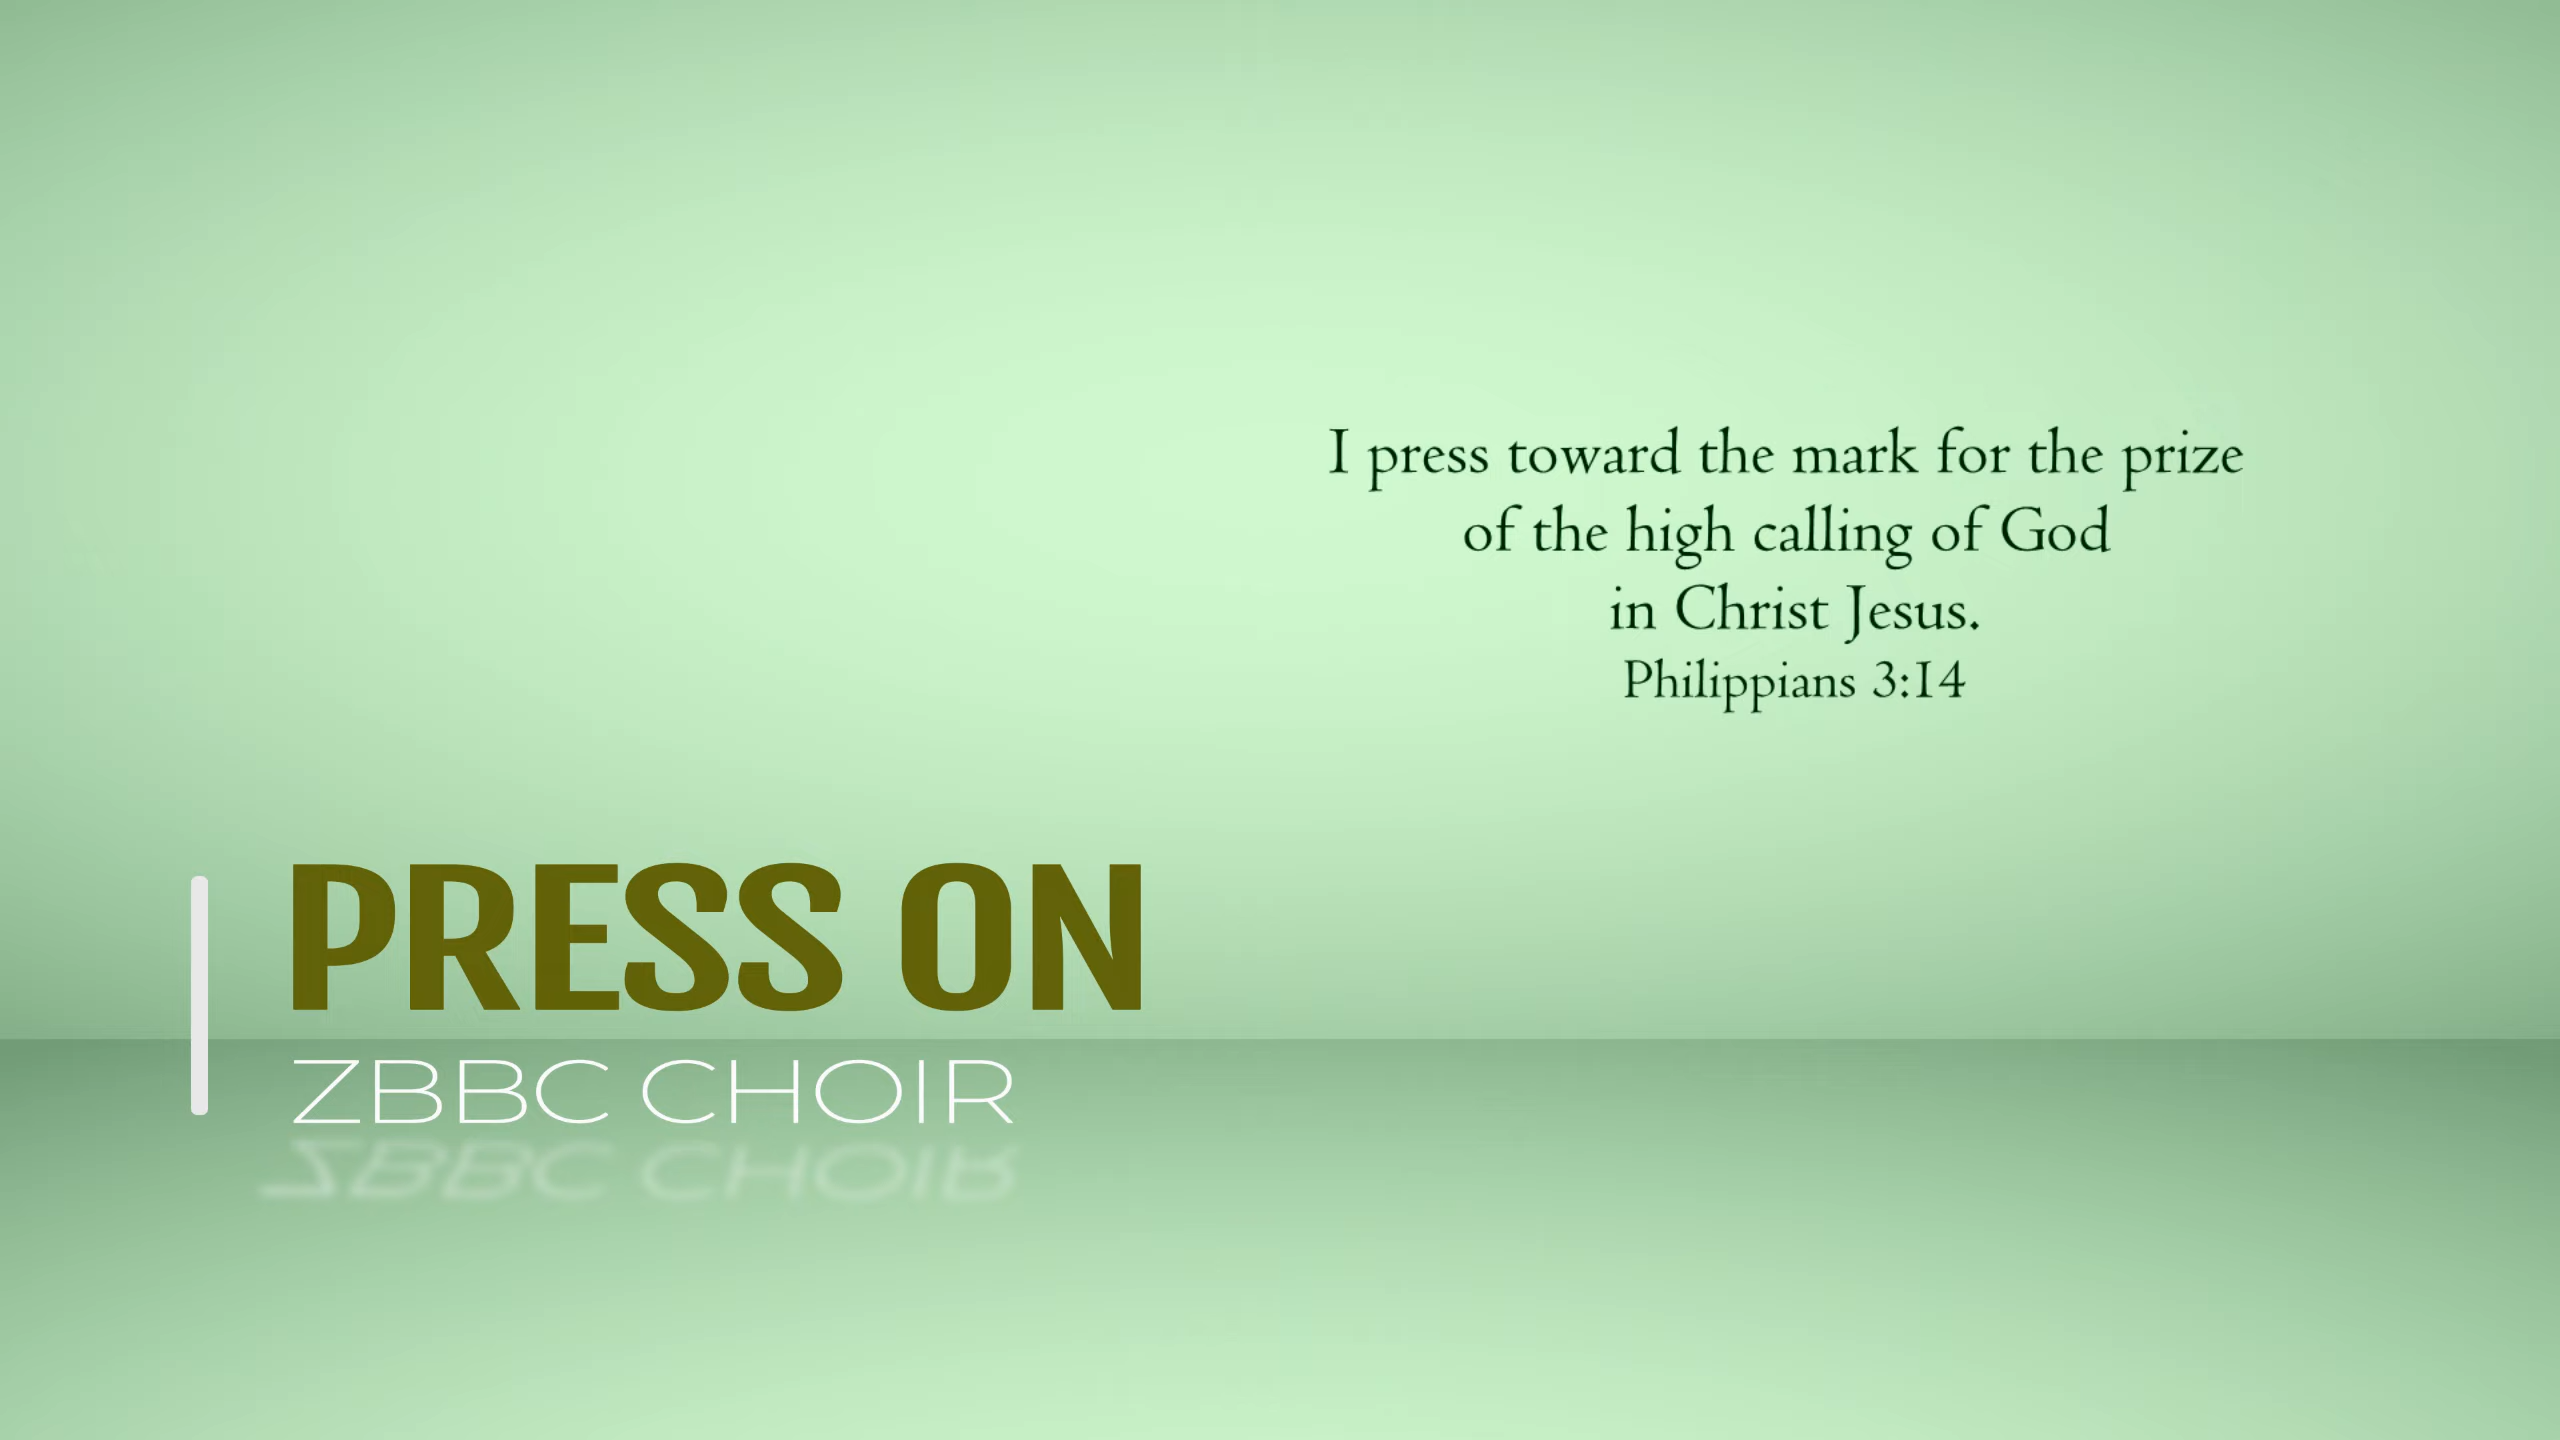 I press toward the mark for the prize
of the high calling of God
in Christ Jesus.
Philippians 3:14
PRESS ON
ZBBC CHOIR